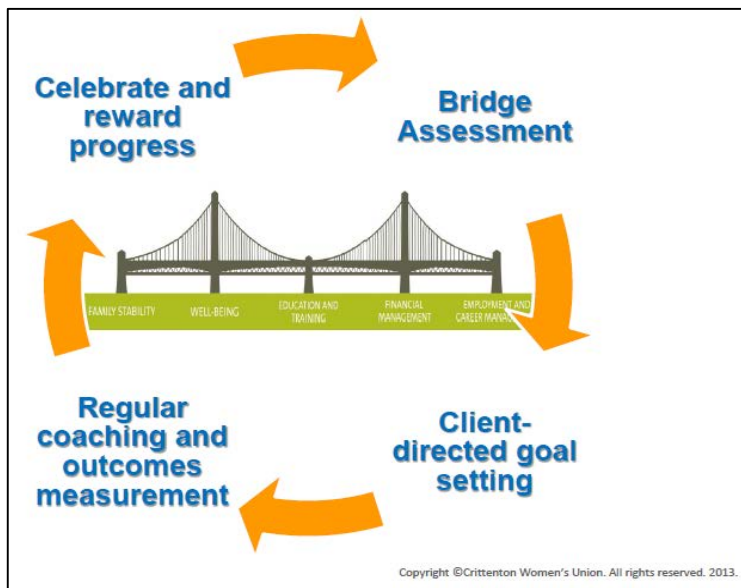 Celebrate and
reward
progress
Bridge
Assessment
FAMILY STABILITY
WELL-BEING
EDUCATION AND
TRAINING
FINANCIAL
MANAGEMENT
EMPLOYMENT AND
CAREER
Regular
coaching and
outcomes
measurement
Client-
directed goal
setting
Copyright ©Crittenton Women's Union. All rights reserved. 2013.